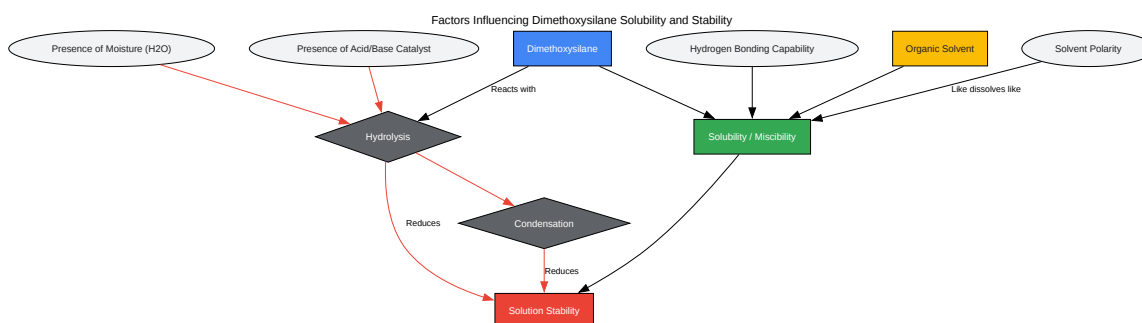 Factors Influencing Dimethoxysilane Solubility and Stability
Presence of Moisture (H2O)
Presence of Acid/Base Catalyst
Dimethoxysilane
Hydrogen Bonding Capability
Organic Solvent
Solvent Polarity
Reacts with
Like dissolves like
Hydrolysis
Solubility / Miscibility
Reduces
Condensation
Reduces
Solution Stability